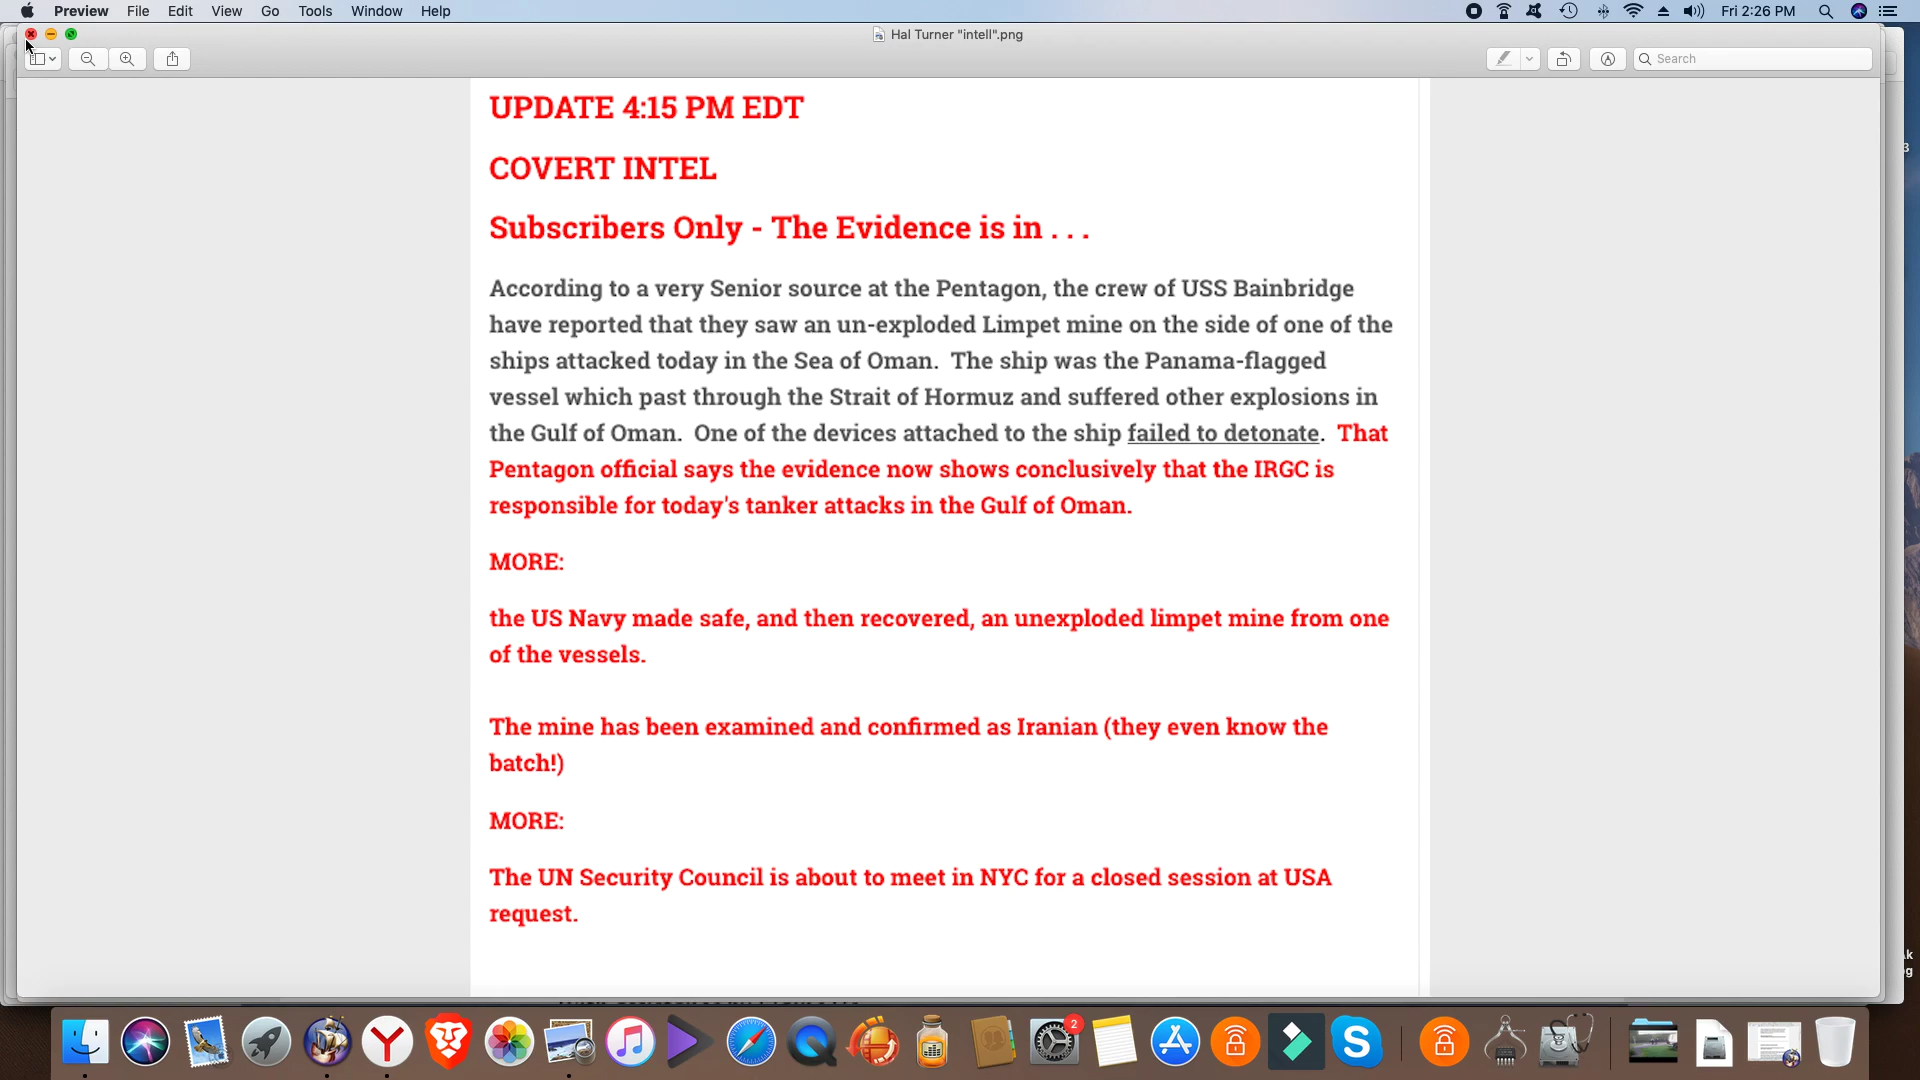 Preview File Edit View Go Tools Window Help
Fri 2:26 PM
Hal Turner "intell".png
Search
UPDATE 4:15 PM EDT
COVERT INTEL
Subscribers Only - The Evidence is in . . .
According to a very Senior source at the Pentagon, the crew of USS Bainbridge
have reported that they saw an un-exploded Limpet mine on the side of one of the
ships attacked today in the Sea of Oman. The ship was the Panama-flagged
vessel which past through the Strait of Hormuz and suffered other explosions in
the Gulf of Oman. One of the devices attached to the ship failed to detonate. That
Pentagon official says the evidence now shows conclusively that the IRGC is
responsible for today's tanker attacks in the Gulf of Oman.
MORE:
the US Navy made safe, and then recovered, an unexploded limpet mine from one
of the vessels.
The mine has been examined and confirmed as Iranian (they even know the
batch!)
MORE:
The UN Security Council is about to meet in NYC for a closed session at USA
request.
2